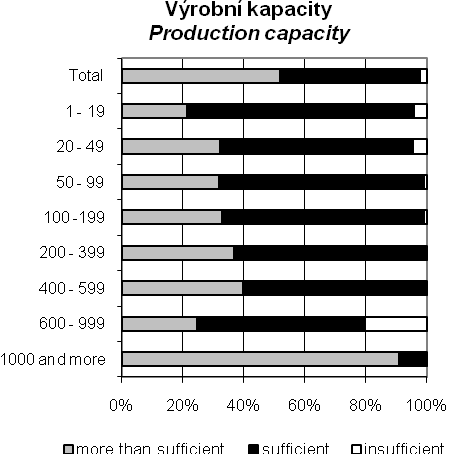 Výrobní kapacity
Production capacity
Total
1 - 19
20 - 49
50 - 99
100 -199
200 - 399
400 - 599
600 - 999
1000 and more
0% 20% 40% 60% 80% 100%
more than sufficient sufficient insufficient